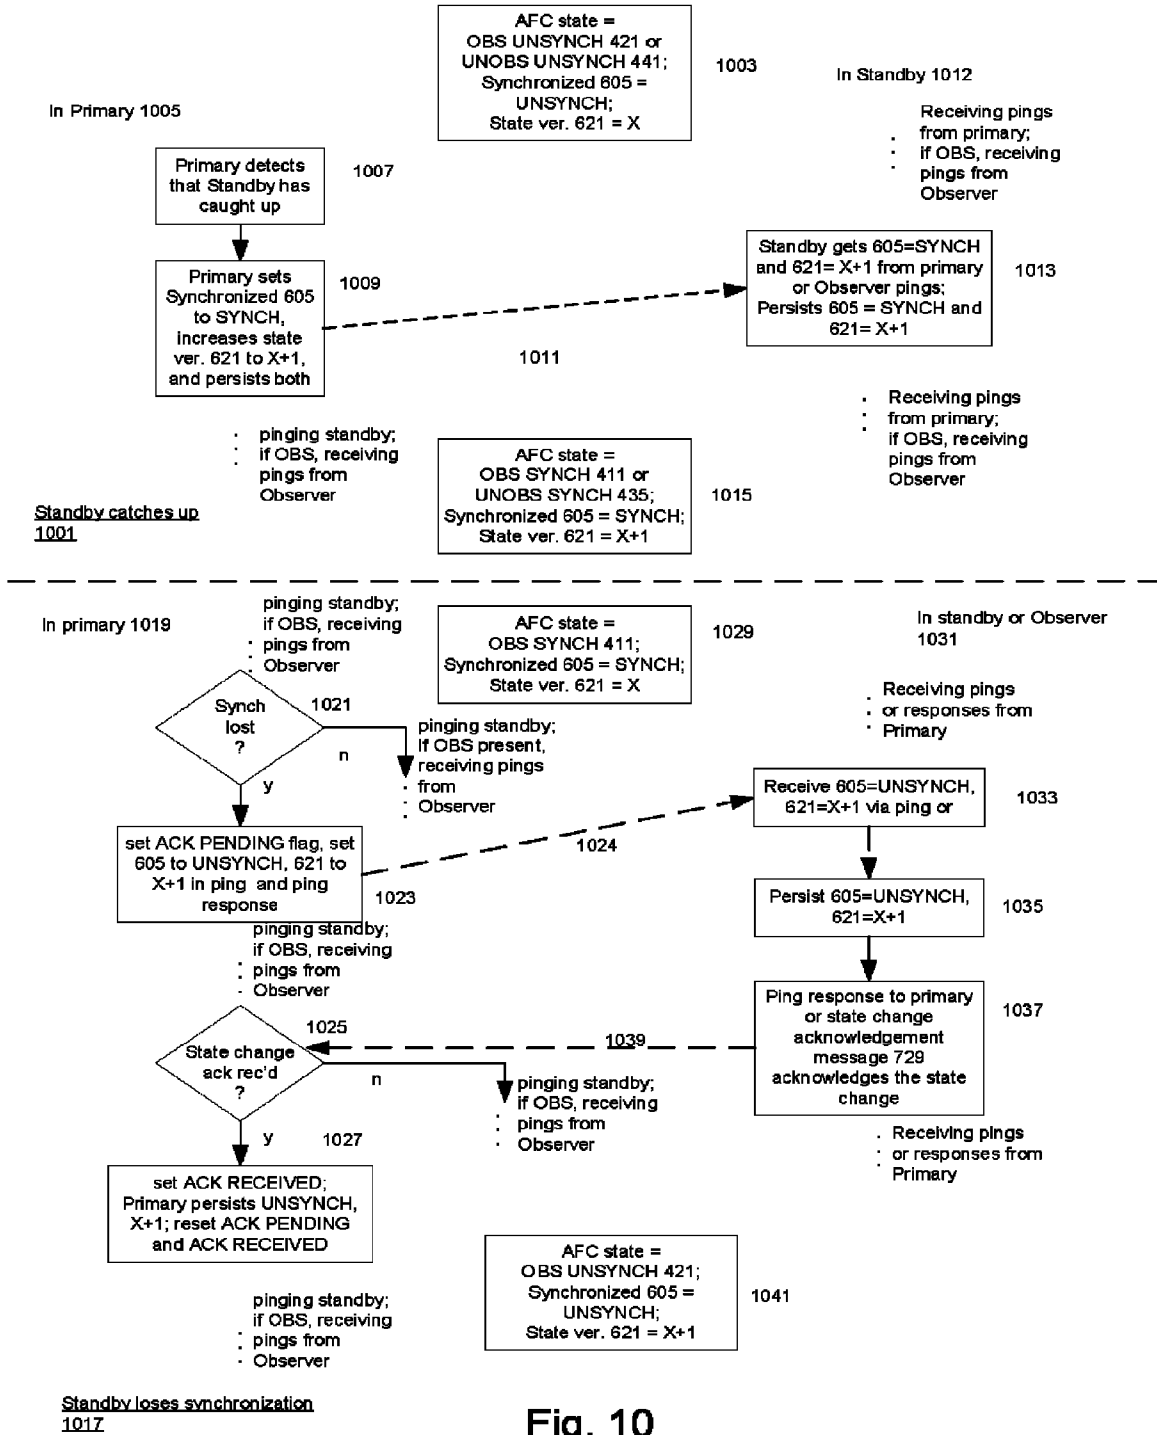 AFC state =
OBS UNSYNCH 421 or
UNOBS UNSYNCH 441;
Synchronized 605 =
UNSYNCH;
State ver. 621 = X
1003
In Standby 1012
In Primary 1005
Receiving pings
from primary;
if OBS, receiving
pings from
Observer
Primary detects
that Standby has
caught up
1007
Primary sets
Synchronized 605
to SYNCH,
increases state
ver. 621 to X+1,
and persists both
1009
1011
Standby gets 605=SYNCH
and 621= X+1 from primary
or Observer pings;
Persists 605 = SYNCH and
621= X+1
1013
Receiving pings
from primary;
if OBS, receiving
pings from
Observer
pinging standby;
if OBS, receiving
pings from
Observer
AFC state =
OBS SYNCH 411 or
UNOBS SYNCH 435;
Synchronized 605 = SYNCH;
State ver. 621 = X+1
1015
Standby catches up
1001
In primary 1019
pinging standby;
if OBS, receiving
pings from
Observer
AFC state =
OBS SYNCH 411;
Synchronized 605 = SYNCH;
State ver. 621 = X
1029
In standby or Observer
1031
Receiving pings
or responses from
Primary
Synch
lost
?
1021
n
y
pinging standby;
If OBS present,
receiving pings
from
Observer
set ACK PENDING flag, set
605 to UNSYNCH, 621 to
X+1 in ping and ping
response
1023
1024
Receive 605=UNSYNCH,
621=X+1 via ping or
1033
Persist 605=UNSYNCH,
621=X+1
1035
pinging standby;
if OBS, receiving
pings from
Observer
Ping response to primary
or state change
acknowledgement
message 729
acknowledges the state
change
1037
1039
State change
ack rec'd
?
1025
n
y
pinging standby;
if OBS, receiving
pings from
Observer
Receiving pings
or responses from
Primary
1027
set ACK RECEIVED;
Primary persists UNSYNCH,
X+1; reset ACK PENDING
and ACK RECEIVED
AFC state =
OBS UNSYNCH 421;
Synchronized 605 =
UNSYNCH;
State ver. 621 = X+1
1041
pinging standby;
if OBS, receiving
pings from
Observer
Standby loses synchronization
1017
Fig. 10